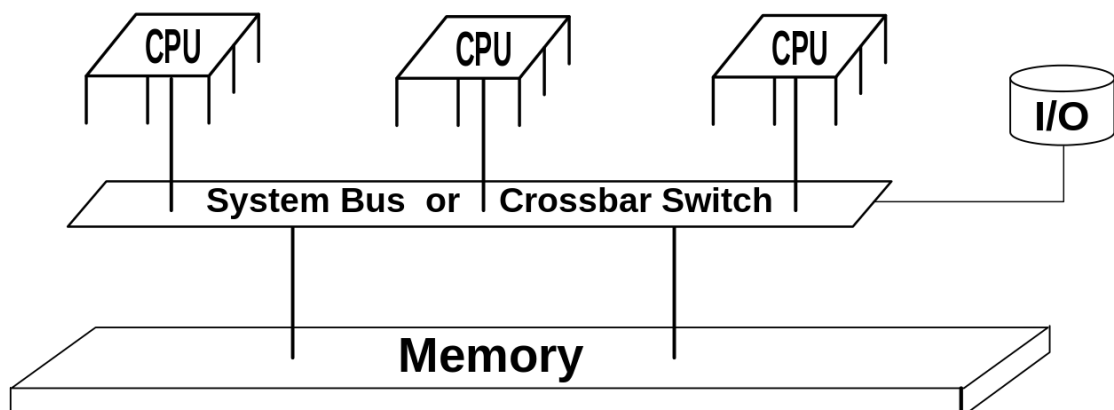 CPU
CPU
CPU
I/O
System Bus or Crossbar Switch
Memory